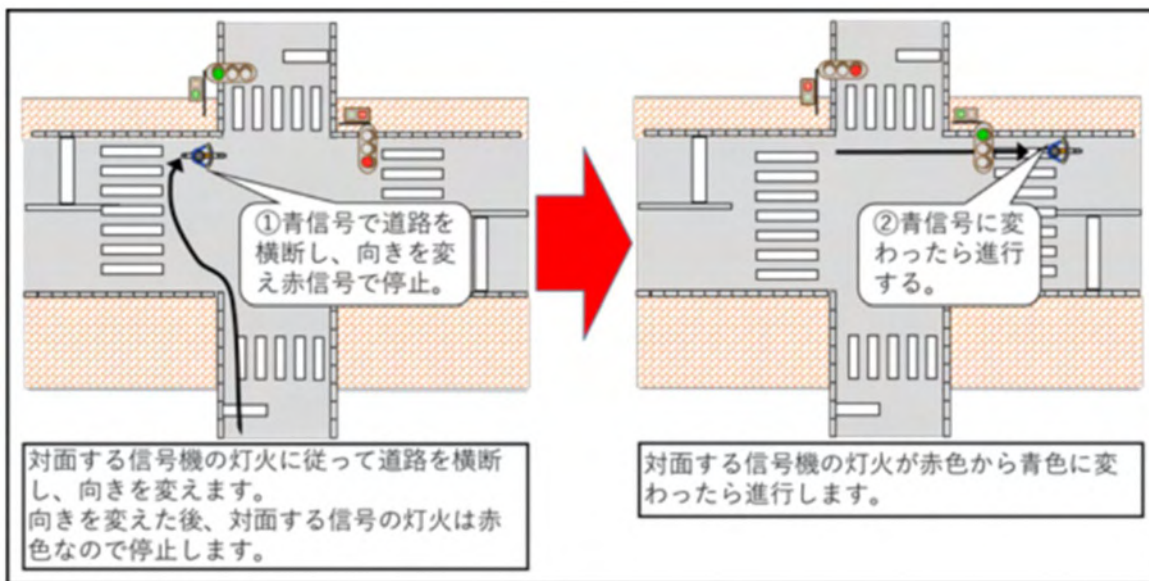 ①青信号で道路を
横断し、向きを変
え赤信号で停止。
対面する信号機の灯火に従って道路を横断
し、向きを変えます。
向きを変えた後、対面する信号の灯火は赤
色なので停止します。
②青信号に変
わったら進行
する。
対面する信号機の灯火が赤色から青色に変
わったら進行します。